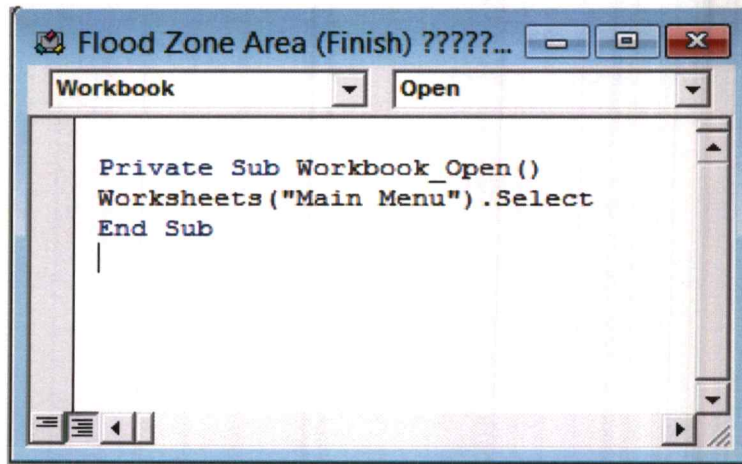 Flood Zone Area (Finish) ?????...
Workbook
Open
Private Sub Workbook_Open()
Worksheets("Main Menu").Select
End Sub